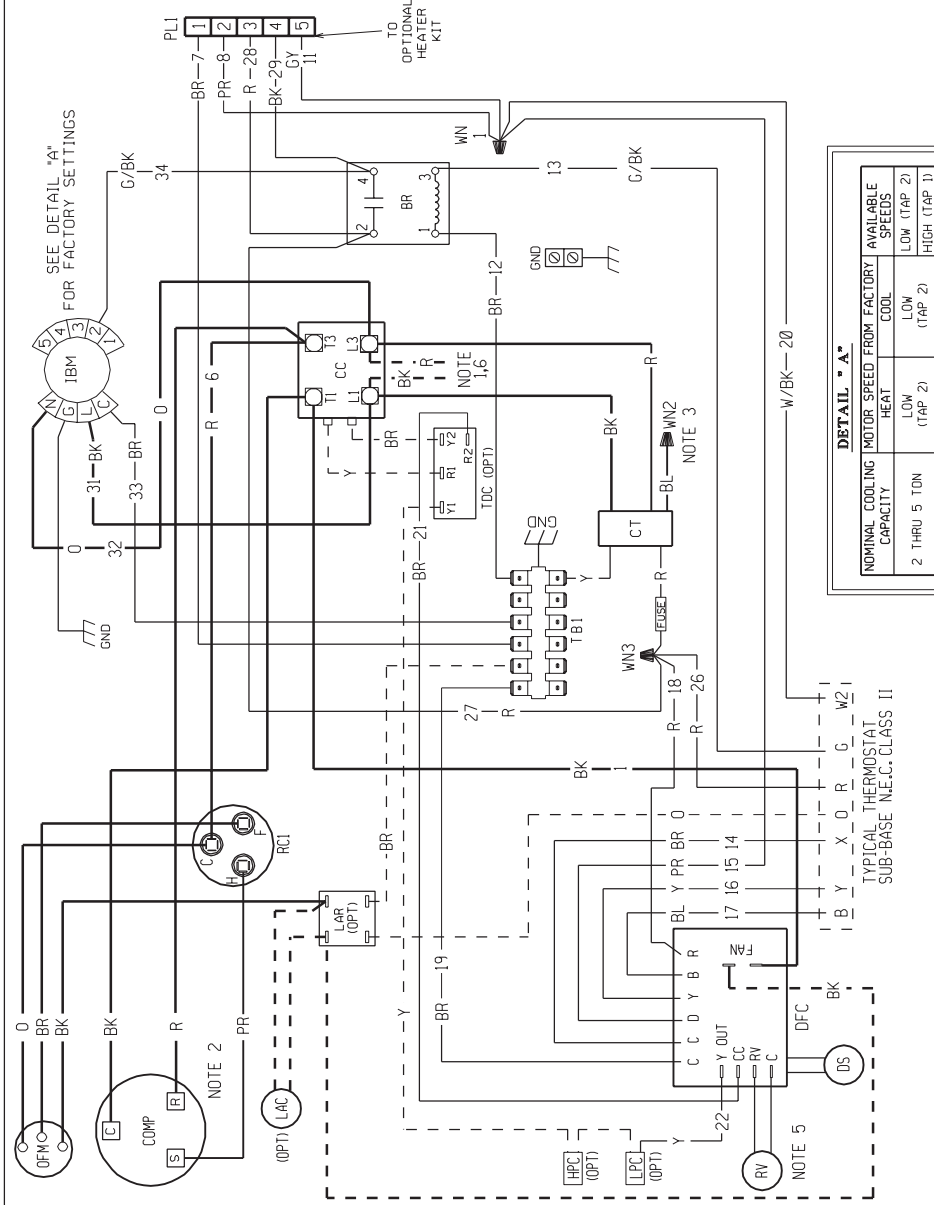 PL1
1
2
3
4
5
TO
OPTIONAL
HEATER
KIT
BR—7
PR—8
R—28
BK-29
GY
11
SEE DETAIL "A"
FOR FACTORY SETTINGS
IBM
5
4
3
2
1
N
G
L
C
G/BK
34
WN
1
4
2
3
1
BR
13
G/BK
BR—12
GND
O
32
31
BK
33
BR
O
R
6
GND
T3
T1
CC
L3
L1
BK
R
NOTE
1,6
BR
Y
Y2
R2
R1
Y1
TDC (OPT)
BK
R
BL
WN2
NOTE 3
CT
GND
TB1
Y
R
FUSE
WN3
18
R
26
R
BR—21
27
R
W/BK—20
O
BR
BK
BK
R
PR
OFM
C
R
S
COMP
NOTE 2
C
H
F
RC1
LAR
(OPT)
LAC
(OPT)
BR
Y
BR—19
BK
1
O
BR
14
PR
15
Y
16
BL
17
R
B
Y
D
C
C
FAN
Y OUT
CC
RV
C
DFC
BK
DS
22
Y
HPC
(OPT)
LPC
(OPT)
RV
NOTE 5
B
Y
X
O
R
G
W2
TYPICAL THERMOSTAT
SUB-BASE N.E.C. CLASS II
DETAIL " A"
NOMINAL COOLING CAPACITY
MOTOR SPEED FROM FACTORY
HEAT
COOL
AVAILABLE SPEEDS
2 THRU 5 TON
LOW
(TAP 2)
LOW
(TAP 2)
LOW (TAP 2)
HIGH (TAP 1)